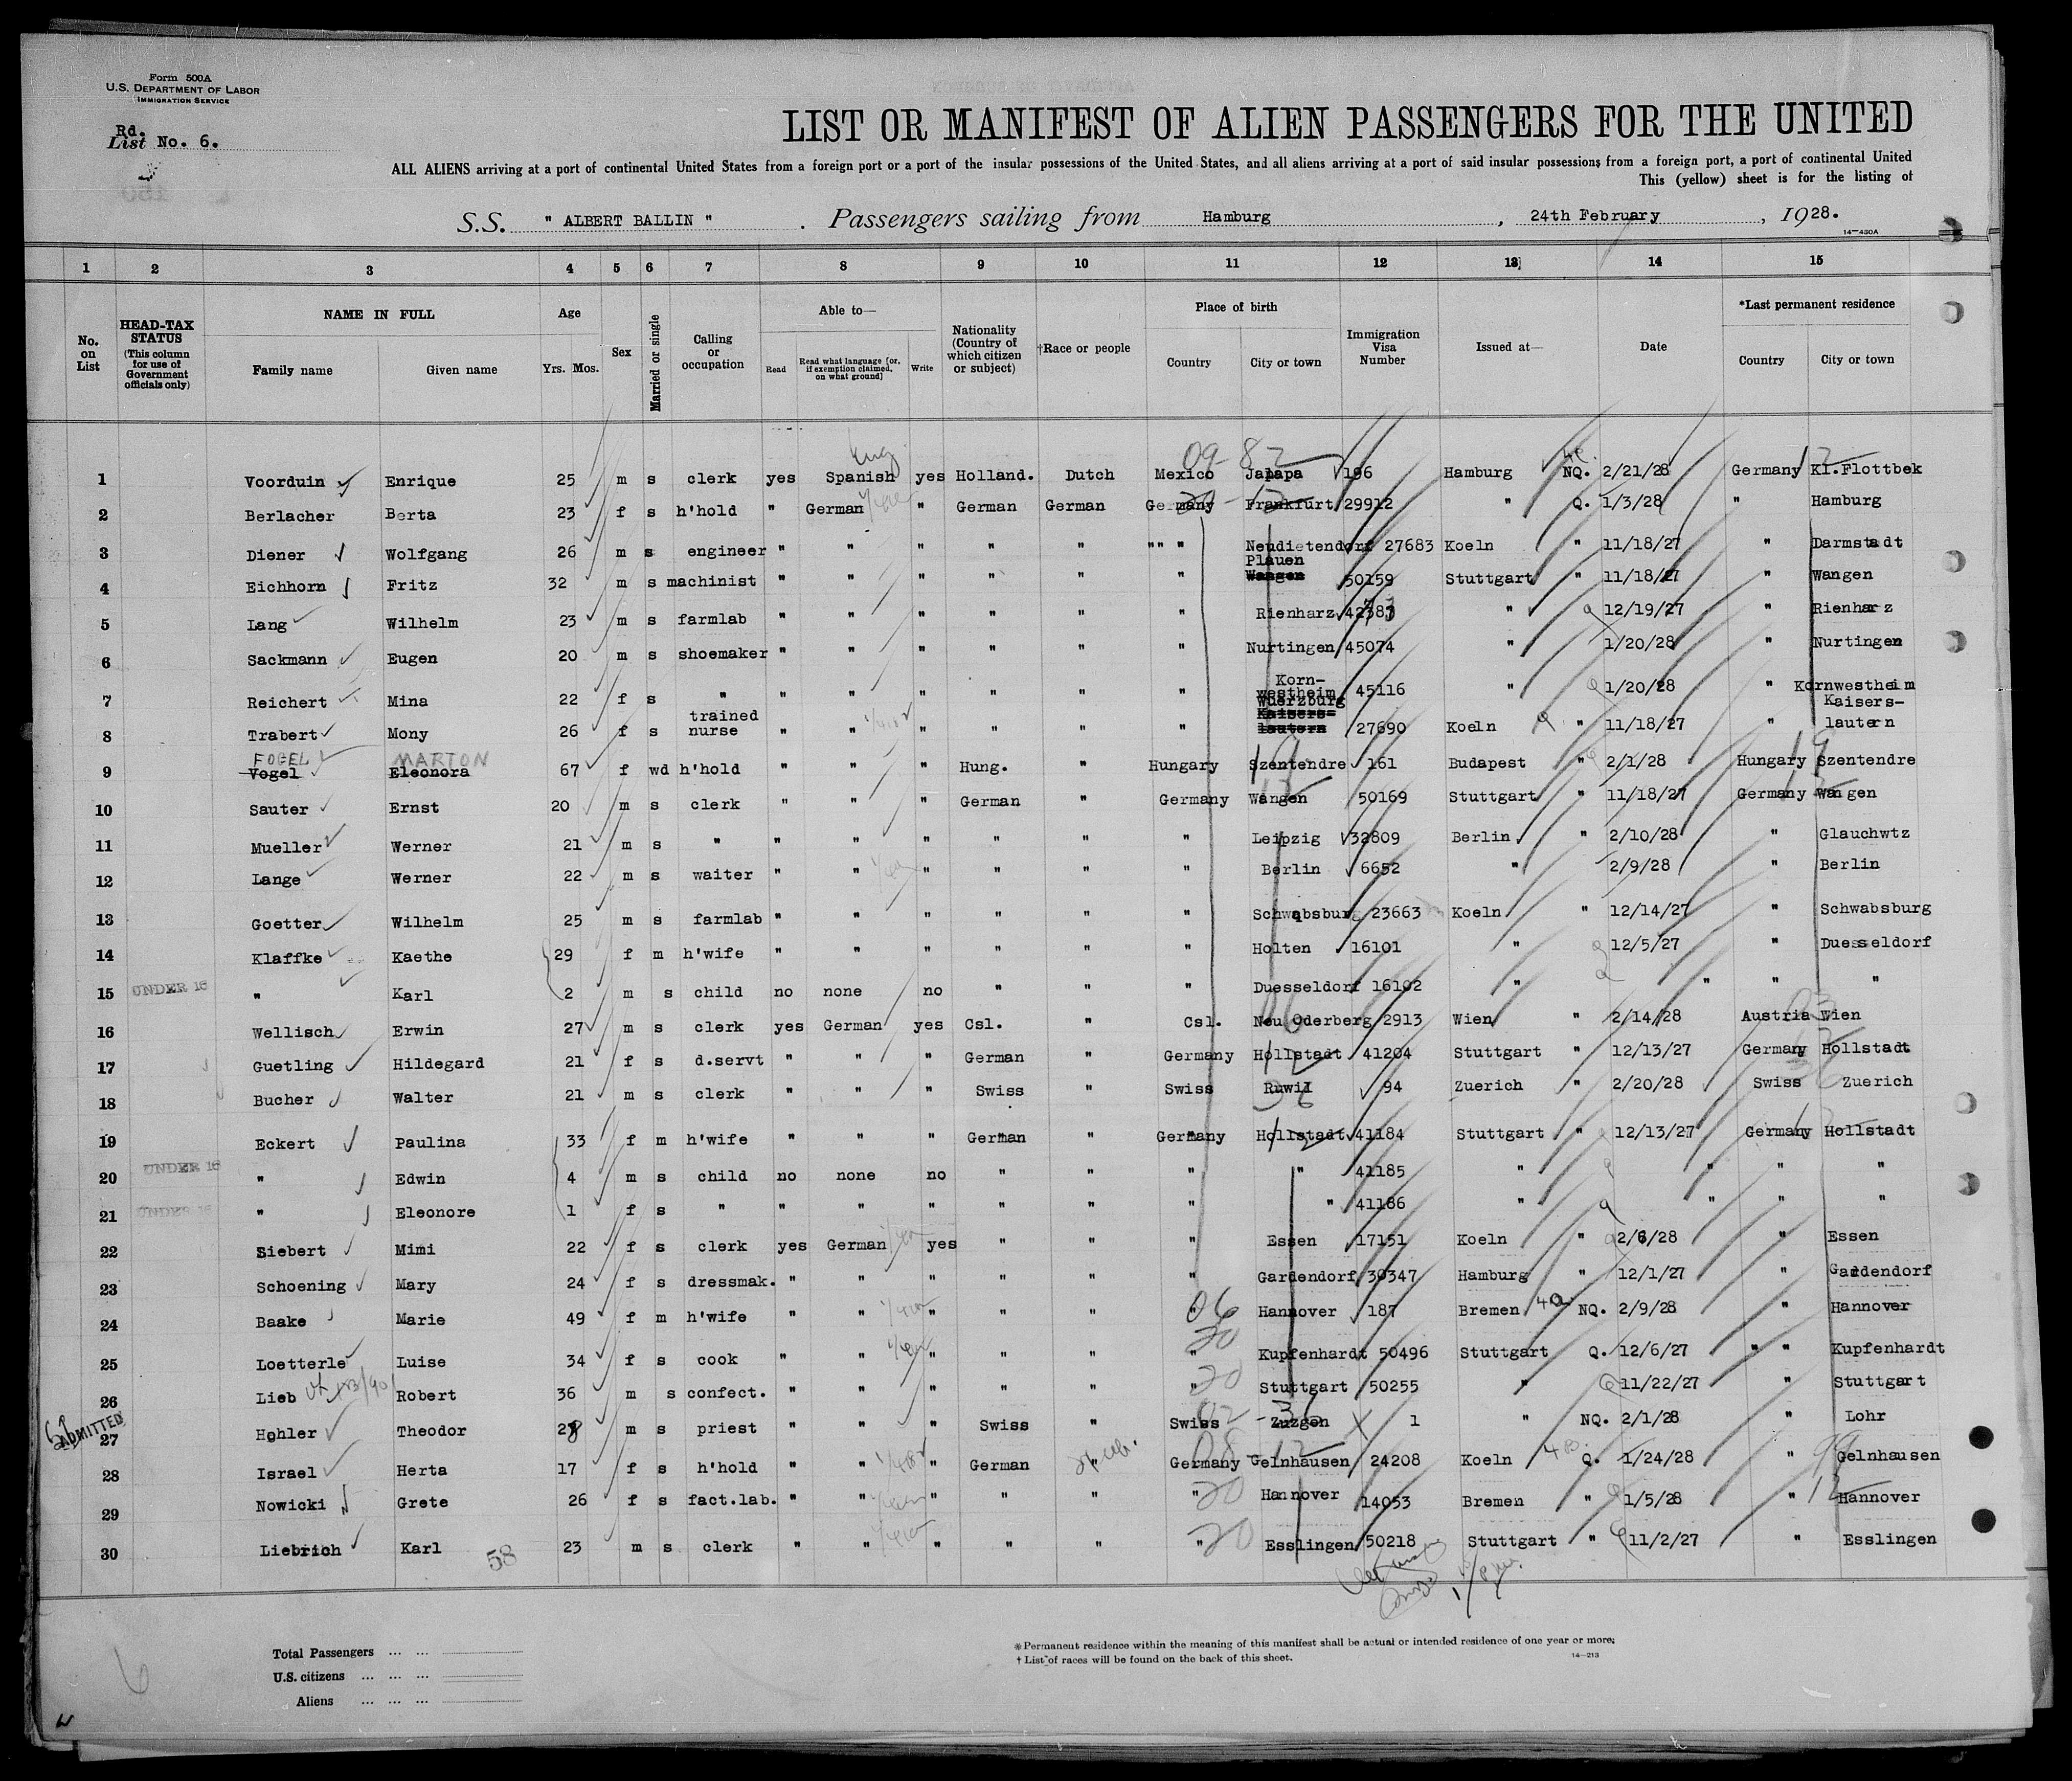 Form 500A
U.S. DEPARTMENT OF LABOR
IMMIGRATION SERVICE
Rd.
List No. 6.
LIST OR MANIFEST OF ALIEN PASSENGERS FOR THE UNITED
ALL ALIENS arriving at a port of continental United States from a foreign port or a port of the insular possessions of the United States, and all aliens arriving at a port of said insular possessions from a foreign port, a port of continental United
This (yellow) sheet is for the listing of
S.S. " ALBERT BALLIN " . Passengers sailing from Hamburg , 24th February , 1928.
14—430A
1 2 3 4 5 6 7 8 9 10 11 12 13 14 15
No. on List HEAD-TAX STATUS (This column for use of Government officials only) NAME IN FULL Family name Given name Age Yrs. Mos. Sex Married or single Calling or occupation Able to— Read Read what language [or, if exemption claimed, on what ground] Write Nationality (Country of which citizen or subject) †Race or people Place of birth Country City or town Immigration Visa Number Issued at— Date *Last permanent residence Country City or town
Eng
09-82
1 Voorduin Enrique 25 m s clerk yes Spanish yes Holland. Dutch Mexico Japapa 196 Hamburg NQ. 2/21/28 Germany Kl.Flottbek
2 Berlacher Berta 23 f s h'hold " German " German German Germany Frankfurt 29912 " Q. 1/3/28 " Hamburg
3 Diener Wolfgang 26 m s engineer " " " " " "" " Neudietendorf 27683 Koeln " 11/18/27 " Darmstadt
Plauen
4 Eichhorn Fritz 32 m s machinist " " " " " " Wangen 50159 Stuttgart " 11/18/27 " Wangen
5 Lang Wilhelm 23 m s farmlab " " " " " " Rienharz 42383 " 12/19/27 " Rienharz
6 Sackmann Eugen 20 m s shoemaker " " " " " " Nurtingen 45074 " 1/20/28 " Nurtingen
Korn-
7 Reichert Mina 22 f s " " " " " " " westheim 45116 " 1/20/28 " Kornwestheim
trained Wuerzburg Kaisers- Kaisers-
8 Trabert Mony 26 f s nurse " " " " " " lautern 27690 Koeln " 11/18/27 " lautern
FOGEL MARTON
9 Vogel Eleonora 67 f wd h'hold " " " Hung. " Hungary Szentendre 161 Budapest " 2/1/28 Hungary Szentendre
10 Sauter Ernst 20 m s clerk " " " German " Germany Wangen 50169 Stuttgart " 11/18/27 Germany Wangen
11 Mueller Werner 21 m s " " " " " " " Leipzig 32809 Berlin " 2/10/28 " Glauchwtz
12 Lange Werner 22 m s waiter " " " " " " Berlin 6652 " 2/9/28 " Berlin
13 Goetter Wilhelm 25 m s farmlab " " " " " " Schwabsburg 23663 Koeln " 12/14/27 " Schwabsburg
14 Klaffke Kaethe 29 f m h'wife " " " " " " Holten 16101 " 12/5/27 " Duesseldorf
15 UNDER 16 " Karl 2 m s child no none no " " " Duesseldorf 16102 " " " "
16 Wellisch Erwin 27 m s clerk yes German yes Csl. " Csl. Neu Oderberg 2913 Wien " 2/14/28 Austria Wien
17 Guetling Hildegard 21 f s d.servt " " " German " Germany Hollstadt 41204 Stuttgart " 12/13/27 Germany Hollstadt
18 Bucher Walter 21 m s clerk " " " Swiss " Swiss Ruwil 94 Zuerich " 2/20/28 Swiss Zuerich
19 Eckert Paulina 33 f m h'wife " " " German " Germany Hollstadt 41184 Stuttgart " 12/13/27 Germany Hollstadt
20 UNDER 16 " Edwin 4 m s child no none no " " " " 41185 " " " "
21 UNDER 16 " Eleonore 1 f s " " " " " " " " 41186 " " " "
22 Siebert Mimi 22 f s clerk yes German yes " " " Essen 17151 Koeln " 2/6/28 " Essen
23 Schoening Mary 24 f s dressmak. " " " " " " Gardendorf 30347 Hamburg " 12/1/27 " Gardendorf
24 Baake Marie 49 f m h'wife " " " " " 06 " Hannover 187 Bremen NQ. 2/9/28 " Hannover
25 Loetterle Luise 34 f s cook " " " " " 20 " Kupfenhardt 50496 Stuttgart Q. 12/6/27 " " Kupfenhardt
26 Lieb Robert 36 m s confect. " " " " " 20 " Stuttgart 50255 " 11/22/27 " Stuttgart
ADMITTED
27 Hohler Theodor 28 m s priest " " " Swiss " Swiss Zuzgen 1 " NQ. 2/1/28 " Lohr
28 Israel Herta 17 f s h'hold " " " German " Germany Gelnhausen 24208 Koeln Q. 1/24/28 " Gelnhausen
29 Nowicki Grete 26 f s fact.lab. " " " " " 20 " Hannover 14053 Bremen " 1/5/28 " Hannover
30 Liebrich Karl 23 m s clerk " " " " " 20 " Esslingen 50218 Stuttgart " 11/2/27 " Esslingen
58
Total Passengers ... ...
U.S. citizens ... ... ...
Aliens ... ... ...
*Permanent residence within the meaning of this manifest shall be actual or intended residence of one year or more.
† List of races will be found on the back of this sheet.
14—213
6